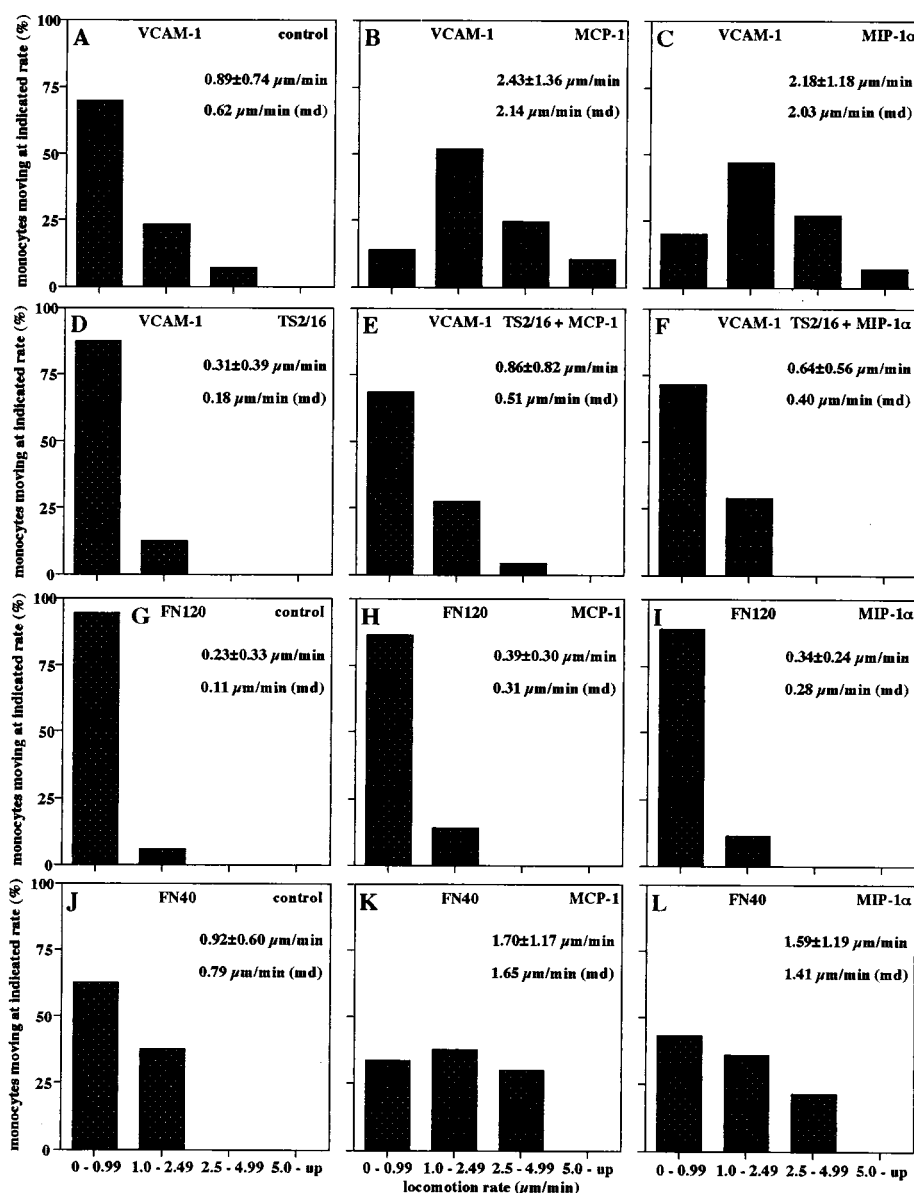 monocytes moving at indicated rate (%)
100
75
50
25
0
A VCAM-1 control
0.89±0.74 µm/min
0.62 µm/min (md)
B VCAM-1 MCP-1
2.43±1.36 µm/min
2.14 µm/min (md)
C VCAM-1 MIP-1α
2.18±1.18 µm/min
2.03 µm/min (md)
monocytes moving at indicated rate (%)
100
75
50
25
0
D VCAM-1 TS2/16
0.31±0.39 µm/min
0.18 µm/min (md)
E VCAM-1 TS2/16 + MCP-1
0.86±0.82 µm/min
0.51 µm/min (md)
F VCAM-1 TS2/16 + MIP-1α
0.64±0.56 µm/min
0.40 µm/min (md)
monocytes moving at indicated rate (%)
100
75
50
25
0
G FN120 control
0.23±0.33 µm/min
0.11 µm/min (md)
H FN120 MCP-1
0.39±0.30 µm/min
0.31 µm/min (md)
I FN120 MIP-1α
0.34±0.24 µm/min
0.28 µm/min (md)
monocytes moving at indicated rate (%)
100
75
50
25
0
J FN40 control
0.92±0.60 µm/min
0.79 µm/min (md)
K FN40 MCP-1
1.70±1.17 µm/min
1.65 µm/min (md)
L FN40 MIP-1α
1.59±1.19 µm/min
1.41 µm/min (md)
0 - 0.99 1.0 - 2.49 2.5 - 4.99 5.0 - up
0 - 0.99 1.0 - 2.49 2.5 - 4.99 5.0 - up
0 - 0.99 1.0 - 2.49 2.5 - 4.99 5.0 - up
locomotion rate (µm/min)